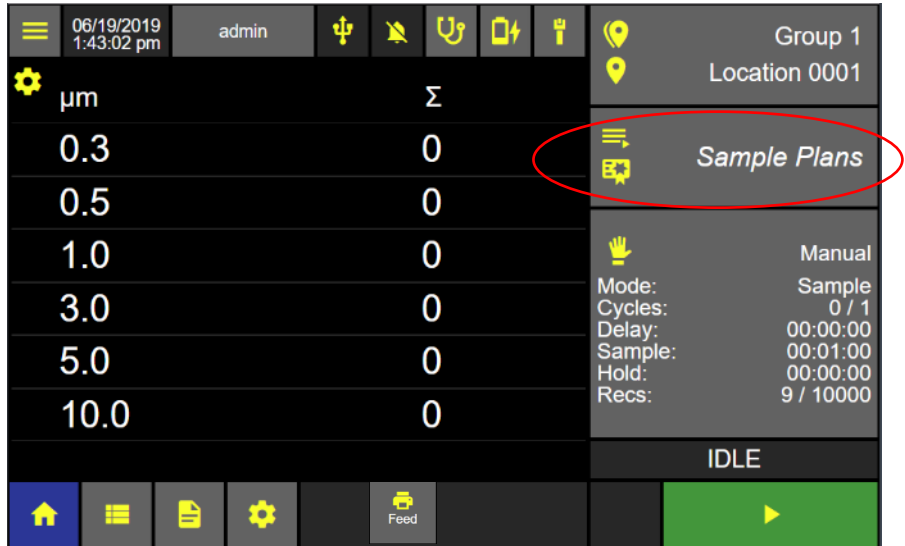 06/19/2019
1:43:02 pm
admin
Group 1
Location 0001
µm Σ
0.3 0
0.5 0
1.0 0
3.0 0
5.0 0
10.0 0
Sample Plans
Manual
Mode: Sample
Cycles: 0 / 1
Delay: 00:00:00
Sample: 00:01:00
Hold: 00:00:00
Recs: 9 / 10000
IDLE
Feed